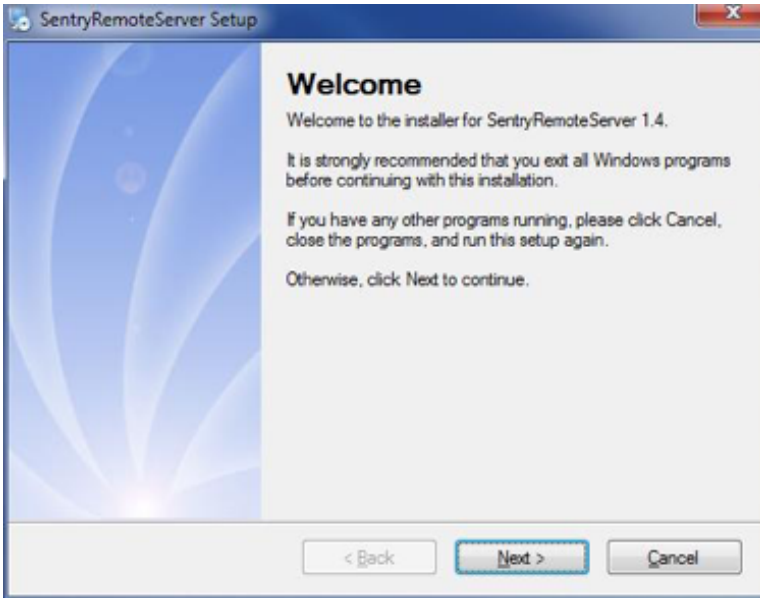 SentryRemoteServer Setup
Welcome
Welcome to the installer for SentryRemoteServer 1.4.
It is strongly recommended that you exit all Windows programs
before continuing with this installation.
If you have any other programs running, please click Cancel,
close the programs, and run this setup again.
Otherwise, click Next to continue.
< Back
Next >
Cancel